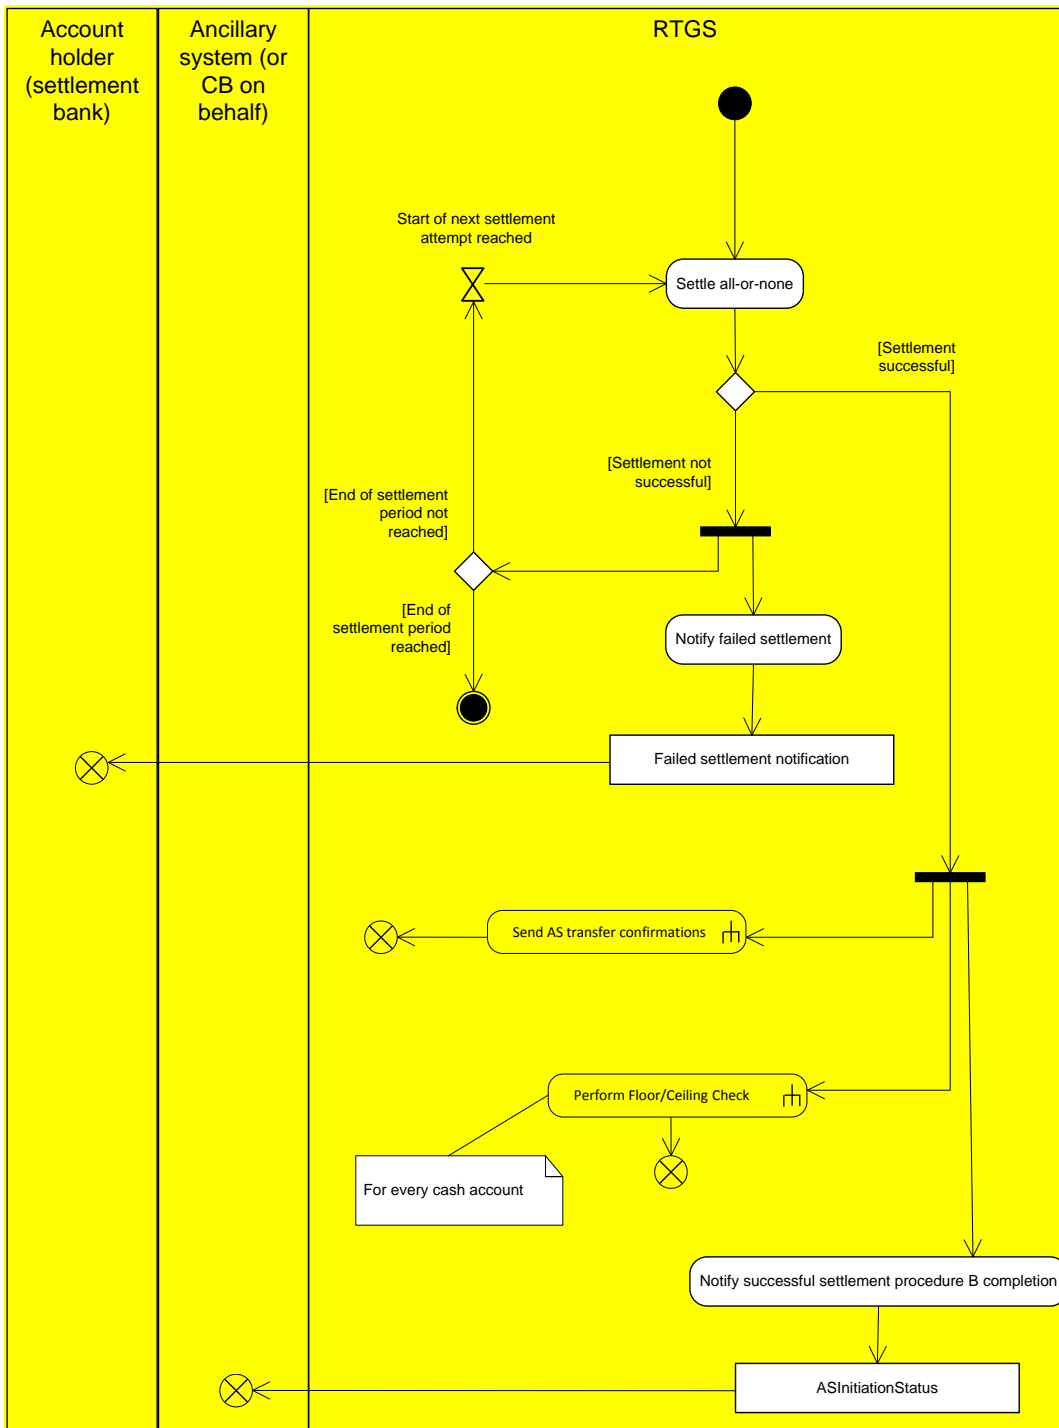 Account
holder
(settlement
bank)
Ancillary
system (or
CB on
behalf)
RTGS
Start of next settlement
attempt reached
Settle all-or-none
[Settlement
successful]
[Settlement not
successful]
[End of settlement
period not
reached]
[End of
settlement period
reached]
Notify failed settlement
Failed settlement notification
Send AS transfer confirmations
Perform Floor/Ceiling Check
For every cash account
Notify successful settlement procedure B completion
ASInitiationStatus